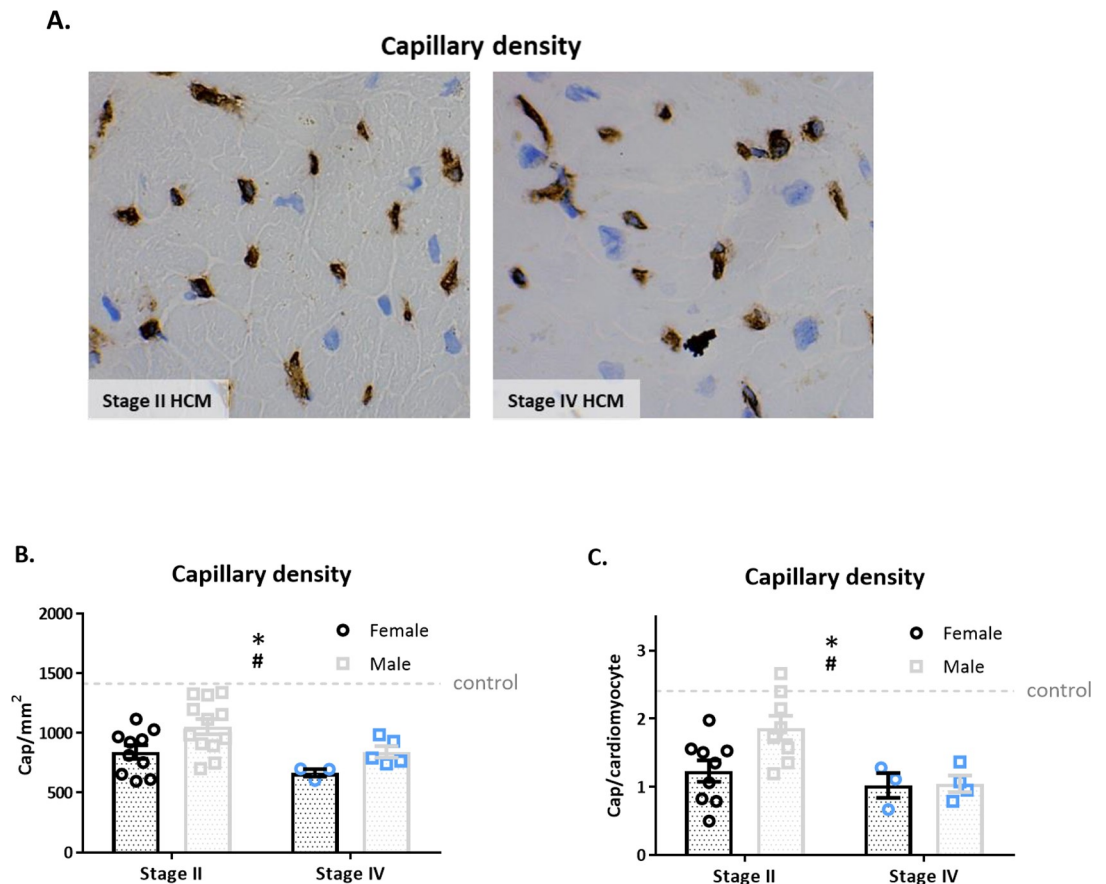 A.
Capillary density
Stage II HCM
Stage IV HCM
B.
Capillary density
2000
1500
1000
500
0
Cap/mm²
*
#
Female
Male
control
Stage II
Stage IV
C.
Capillary density
3
2
1
0
Cap/cardiomyocyte
*
#
Female
Male
control
Stage II
Stage IV